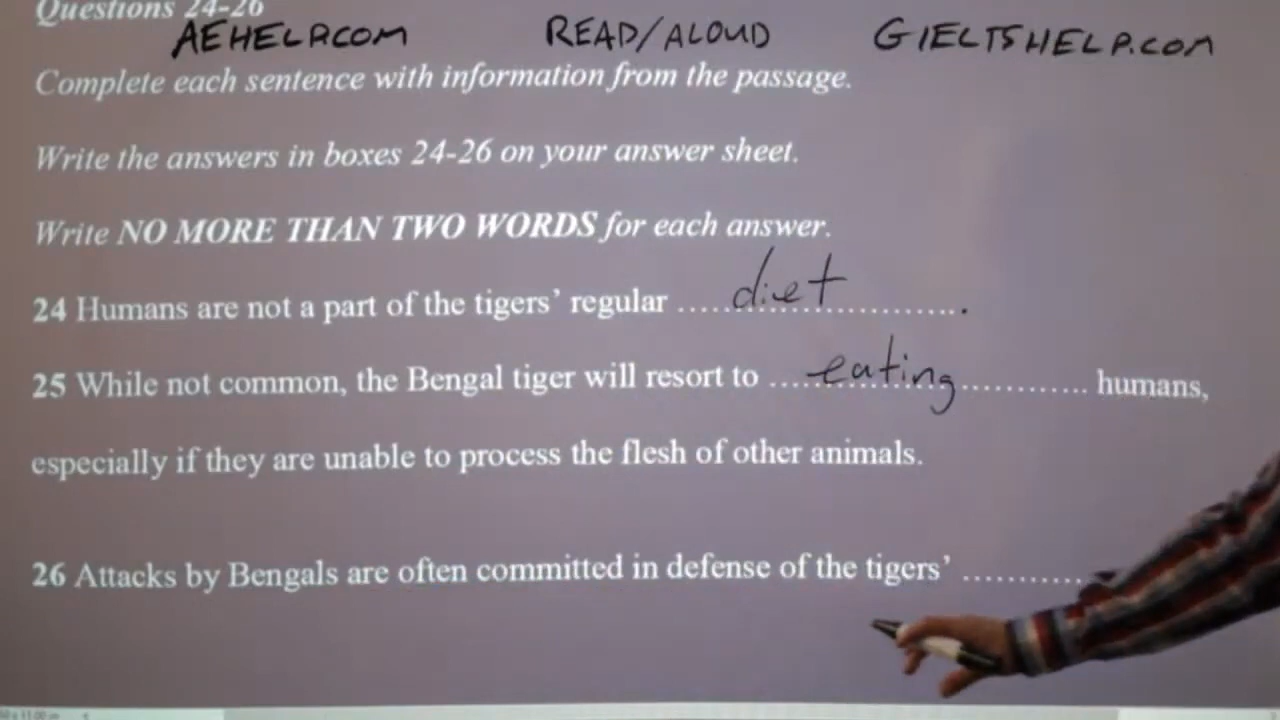 Questions 24-26
AEHELP.COM READ/ALOUD GIELTSHELP.COM
Complete each sentence with information from the passage.
Write the answers in boxes 24-26 on your answer sheet.
Write NO MORE THAN TWO WORDS for each answer.
24 Humans are not a part of the tigers’ regular .....diet.....................
25 While not common, the Bengal tiger will resort to ....eating................ humans,
especially if they are unable to process the flesh of other animals.
26 Attacks by Bengals are often committed in defense of the tigers’ ...........